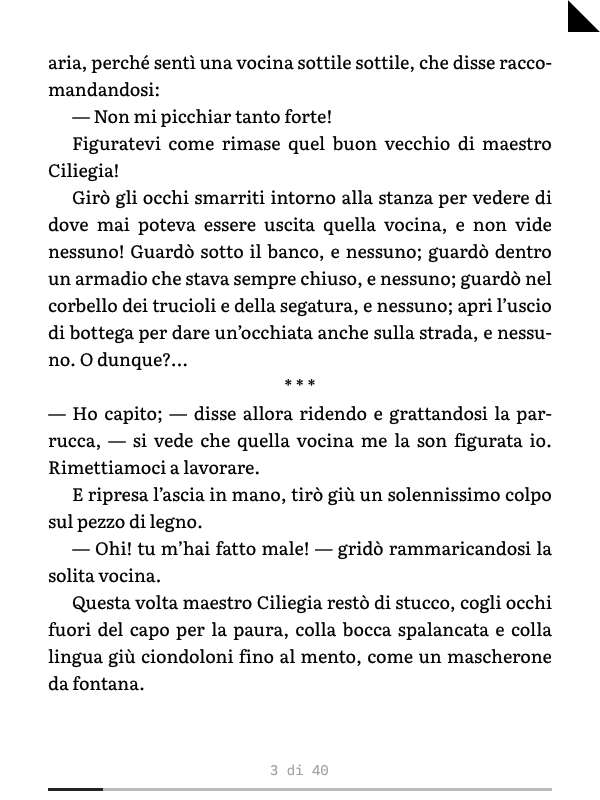 aria, perché sentì una vocina sottile sottile, che disse racco-
mandandosi:
— Non mi picchiar tanto forte!
Figuratevi come rimase quel buon vecchio di maestro
Ciliegia!
Girò gli occhi smarriti intorno alla stanza per vedere di
dove mai poteva essere uscita quella vocina, e non vide
nessuno! Guardò sotto il banco, e nessuno; guardò dentro
un armadio che stava sempre chiuso, e nessuno; guardò nel
corbello dei trucioli e della segatura, e nessuno; apri l’uscio
di bottega per dare un’occhiata anche sulla strada, e nessu-
no. O dunque?…
* * *
— Ho capito; — disse allora ridendo e grattandosi la par-
rucca, — si vede che quella vocina me la son figurata io.
Rimettiamoci a lavorare.
E ripresa l’ascia in mano, tirò giù un solennissimo colpo
sul pezzo di legno.
— Ohi! tu m’hai fatto male! — gridò rammaricandosi la
solita vocina.
Questa volta maestro Ciliegia restò di stucco, cogli occhi
fuori del capo per la paura, colla bocca spalancata e colla
lingua giù ciondoloni fino al mento, come un mascherone
da fontana.
3 di 40